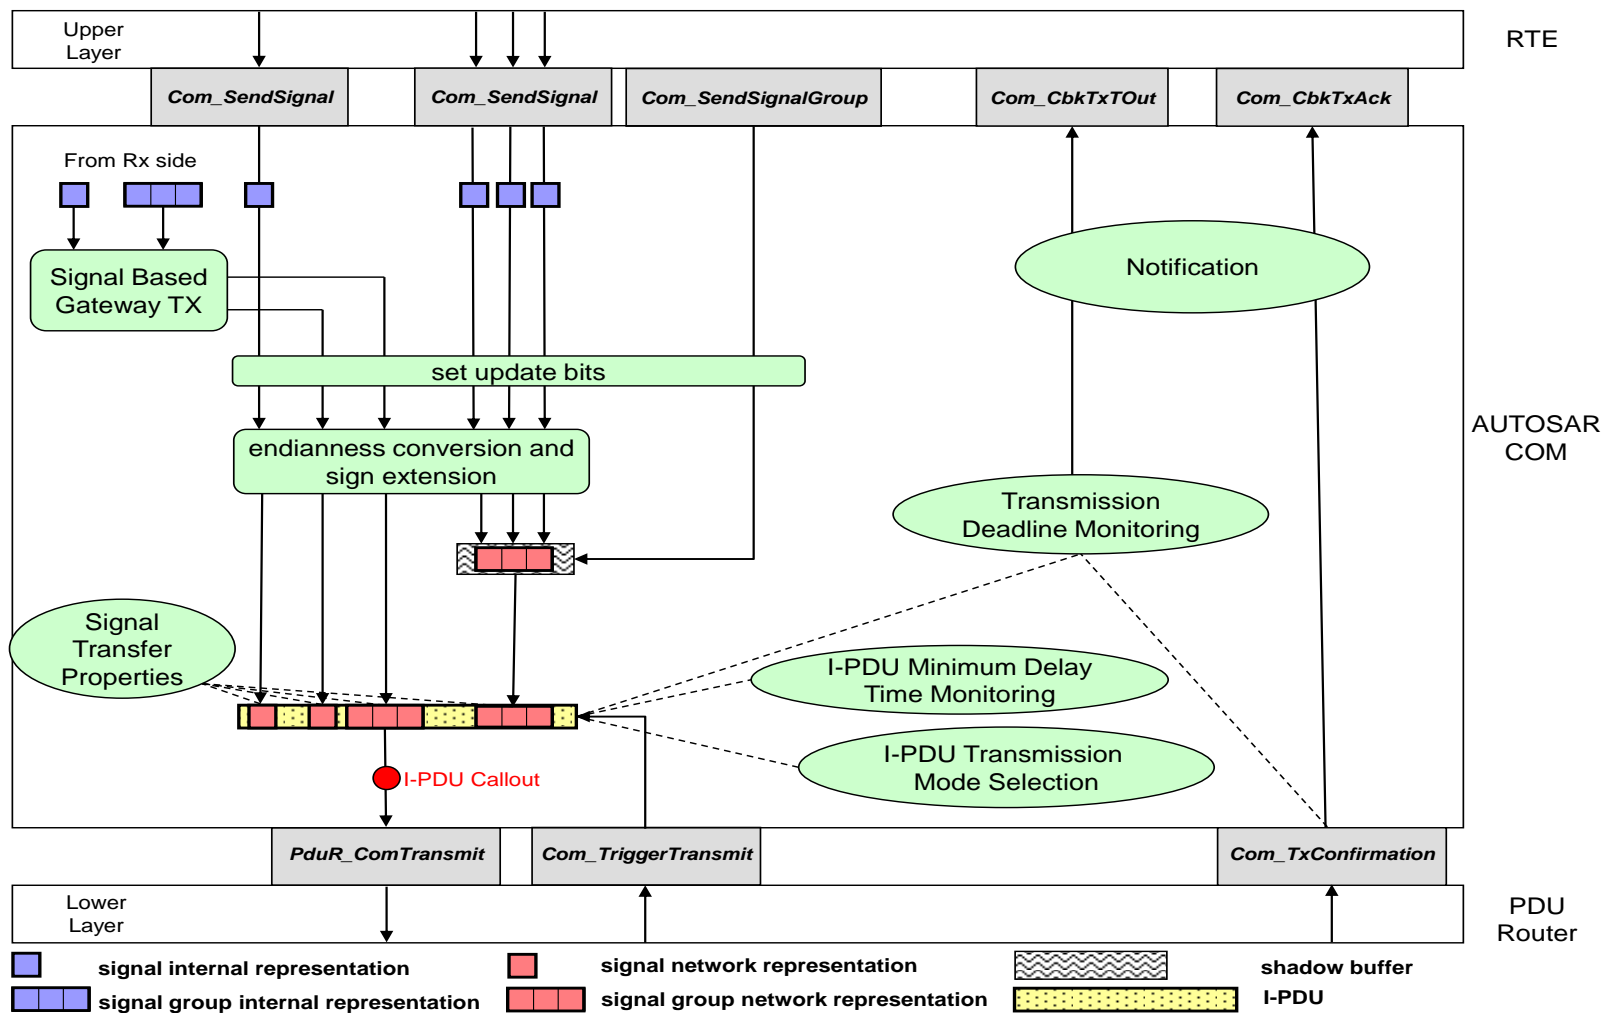 Upper
Layer
RTE
Com_SendSignal
Com_SendSignal
Com_SendSignalGroup
Com_CbkTxTOut
Com_CbkTxAck
From Rx side
Signal Based
Gateway TX
Notification
set update bits
endianness conversion and
sign extension
AUTOSAR
COM
Transmission
Deadline Monitoring
Signal
Transfer
Properties
I-PDU Minimum Delay
Time Monitoring
I-PDU Transmission
Mode Selection
I-PDU Callout
PduR_ComTransmit
Com_TriggerTransmit
Com_TxConfirmation
Lower
Layer
PDU
Router
signal internal representation
signal network representation
shadow buffer
signal group internal representation
signal group network representation
I-PDU